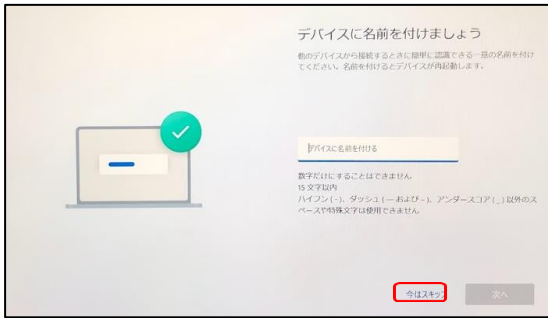 デバイスに名前を付けましょう
他のデバイスから接続するときに簡単に認識できる一意の名前を付け
てください。名前を付けるとデバイスが再起動します。
デバイスに名前を付ける
数字だけにすることはできません
15 文字以内
ハイフン (-)、ダッシュ (— および –)、アンダースコア ( _ ) 以外のス
ペースや特殊文字は使用できません
今はスキップ
次へ